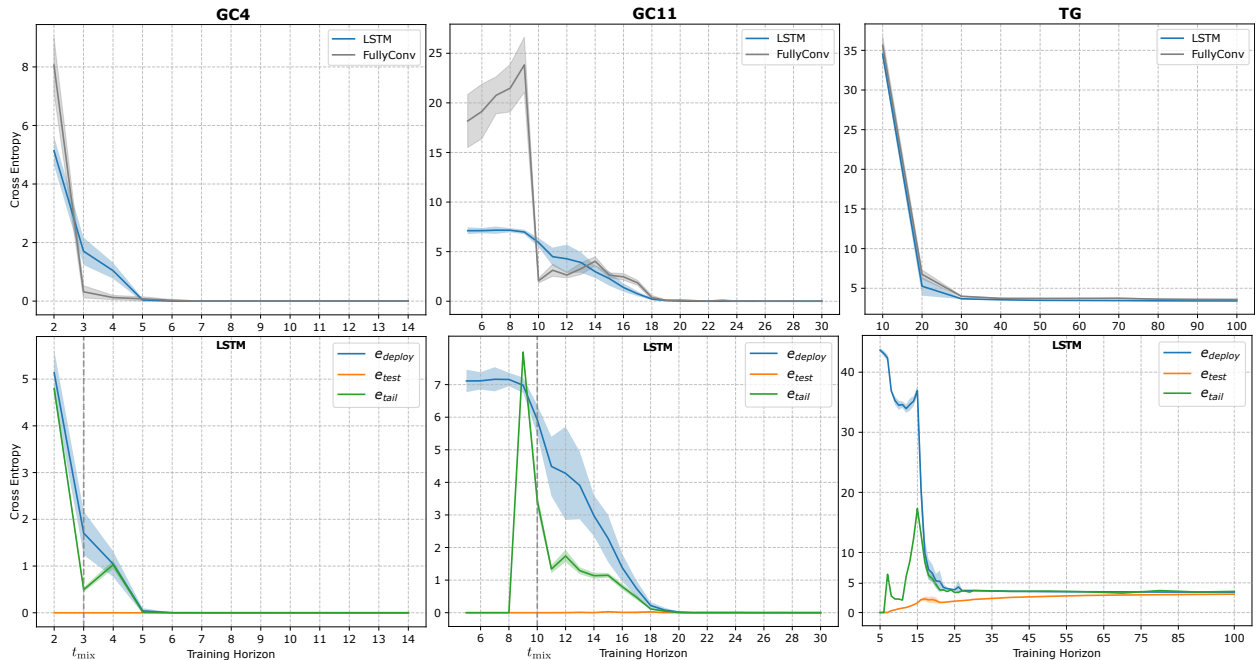 GC4
GC11
TG
LSTM
FullyConv
LSTM
FullyConv
LSTM
FullyConv
Cross Entropy
8
6
4
2
0
25
20
15
10
5
0
35
30
25
20
15
10
5
2 3 4 5 6 7 8 9 10 11 12 13 14
6 8 10 12 14 16 18 20 22 24 26 28 30
10 20 30 40 50 60 70 80 90 100
LSTM
LSTM
LSTM
e_deploy
e_test
e_tail
e_deploy
e_test
e_tail
e_deploy
e_test
e_tail
Cross Entropy
5
4
3
2
1
0
7
6
5
4
3
2
1
0
40
30
20
10
0
2 3 4 5 6 7 8 9 10 11 12 13 14
6 8 10 12 14 16 18 20 22 24 26 28 30
5 15 25 35 45 55 65 75 85 100
t_mix Training Horizon
t_mix Training Horizon
Training Horizon